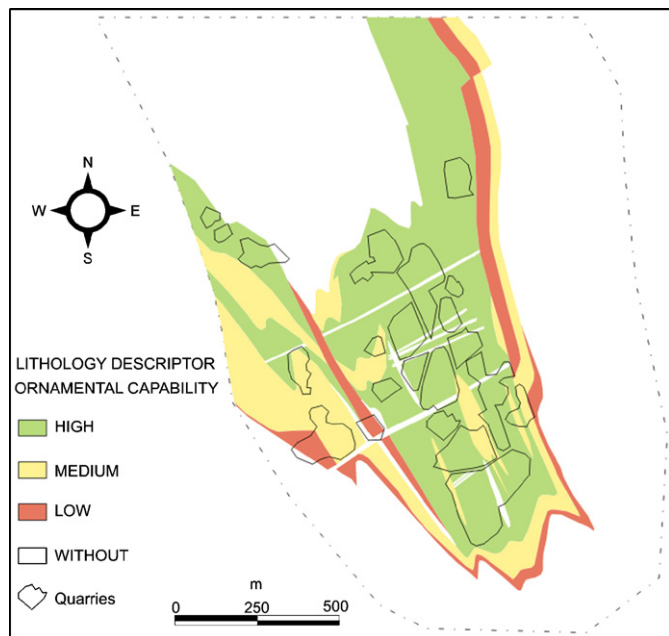 N
W E
S
LITHOLOGY DESCRIPTOR
ORNAMENTAL CAPABILITY
HIGH
MEDIUM
LOW
WITHOUT
Quarries
m
0 250 500